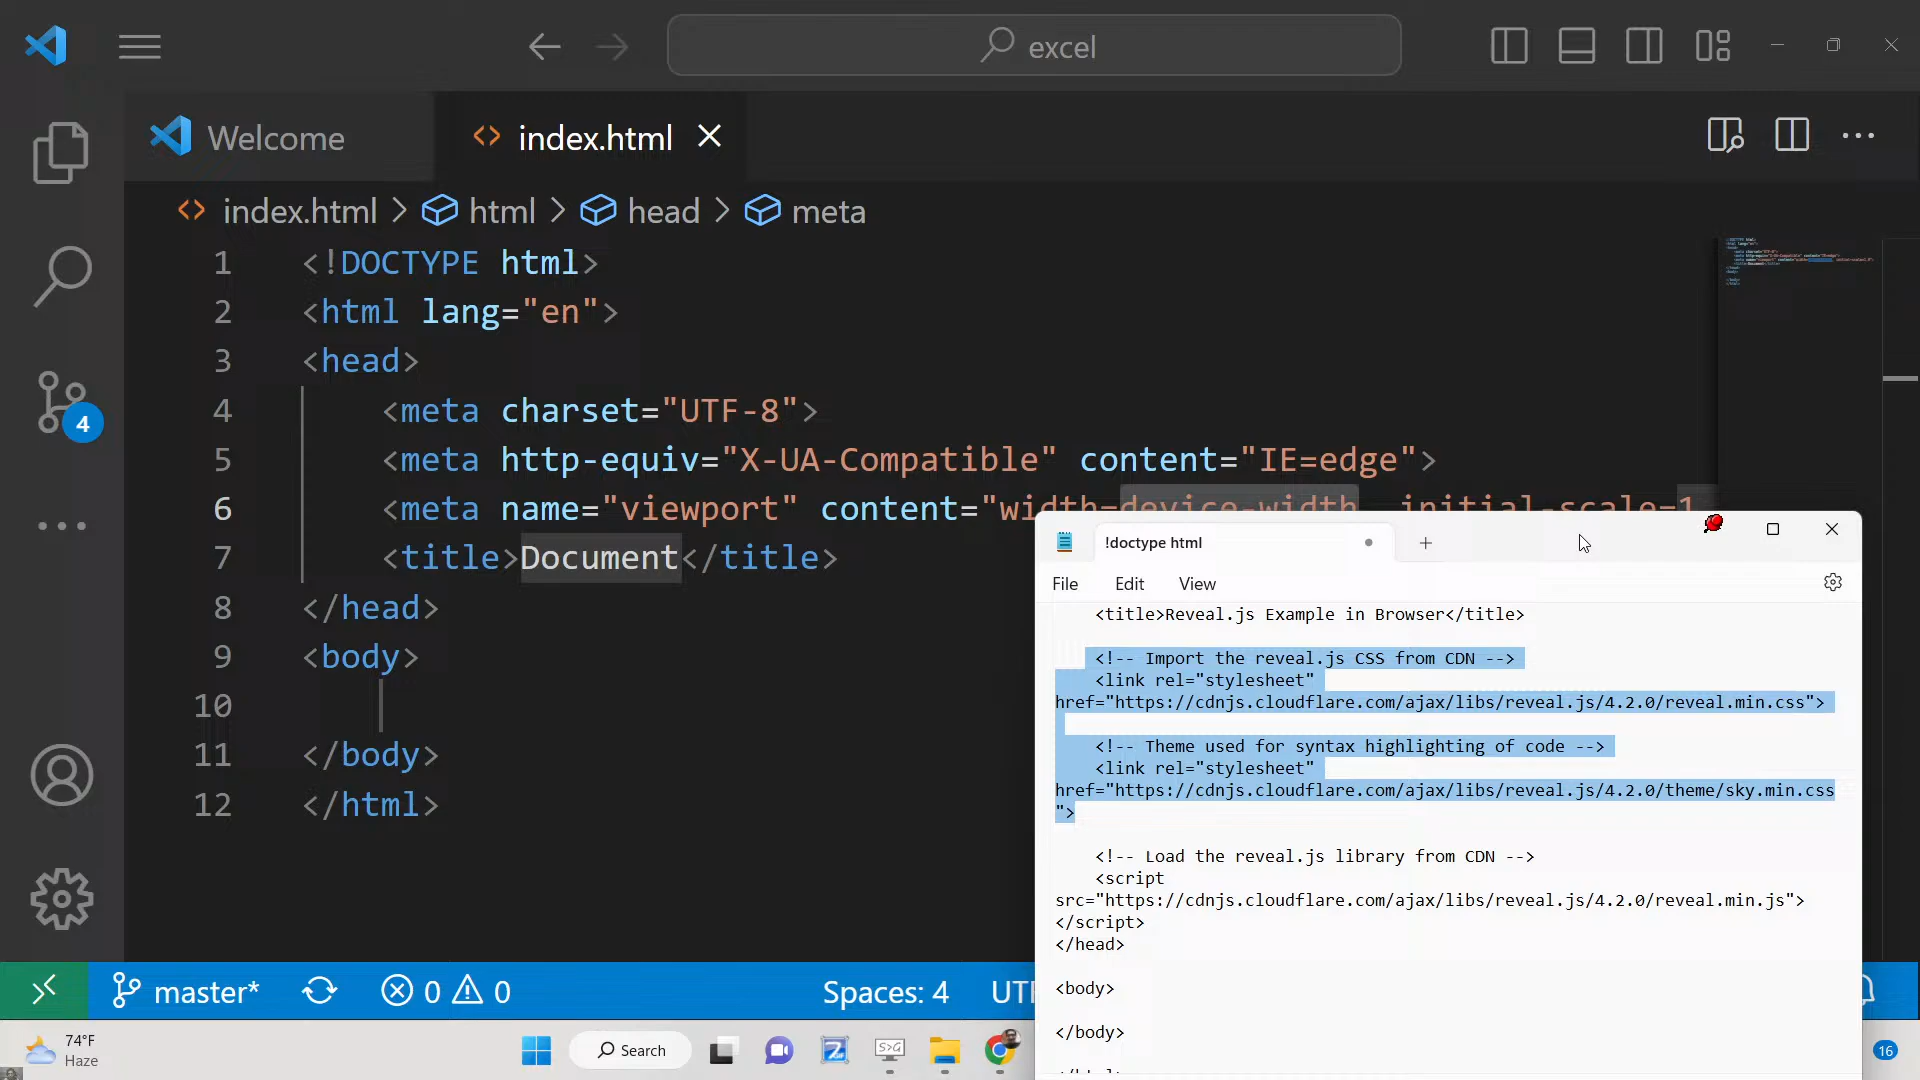 excel
Welcome
index.html
index.html > html > head > meta
1 <!DOCTYPE html>
2 <html lang="en">
3 <head>
4 <meta charset="UTF-8">
5 <meta http-equiv="X-UA-Compatible" content="IE=edge">
6 <meta name="viewport" content="width=device-width, initial-scale=1
7 <title>Document</title>
8 </head>
9 <body>
10
11 </body>
12 </html>
4
!doctype html
File Edit View
<title>Reveal.js Example in Browser</title>
<!-- Import the reveal.js CSS from CDN -->
<link rel="stylesheet"
href="https://cdnjs.cloudflare.com/ajax/libs/reveal.js/4.2.0/reveal.min.css">
<!-- Theme used for syntax highlighting of code -->
<link rel="stylesheet"
href="https://cdnjs.cloudflare.com/ajax/libs/reveal.js/4.2.0/theme/sky.min.css
">
<!-- Load the reveal.js library from CDN -->
<script
src="https://cdnjs.cloudflare.com/ajax/libs/reveal.js/4.2.0/reveal.min.js">
</script>
</head>
<body>
</body>
master* 0 0 Spaces: 4
74°F
Haze
Search
16